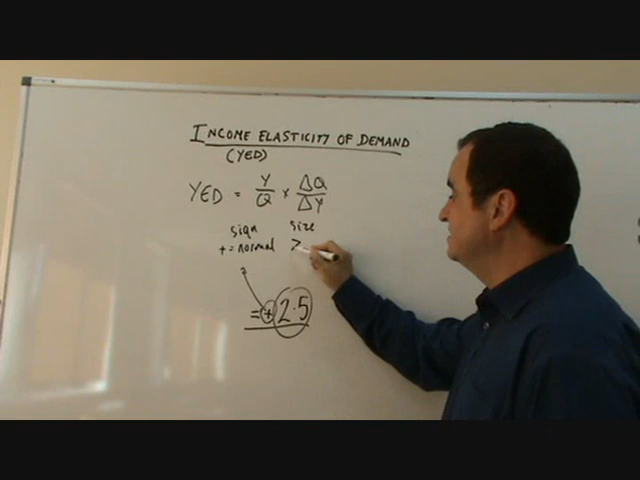 INCOME ELASTICITY OF DEMAND
(YED)
YED = Y/Q × ΔQ/ΔY
sign size
+ = normal >
= + 2.5